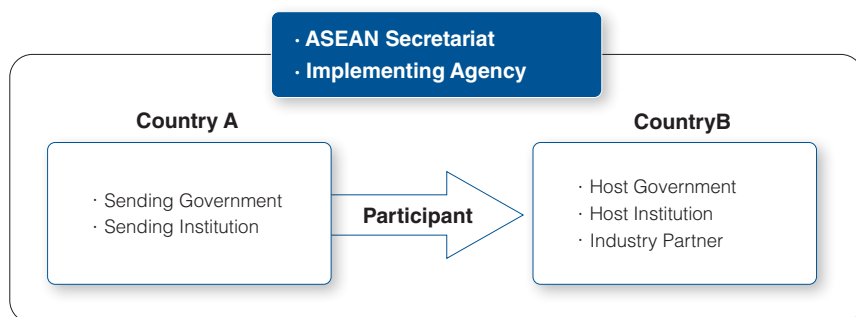 · ASEAN Secretariat
· Implementing Agency
Country A
CountryB
· Sending Government
· Sending Institution
Participant
· Host Government
· Host Institution
· Industry Partner